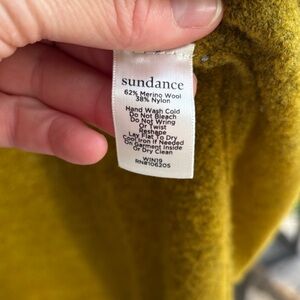 sundance
62% Merino Wool
38% Nylon
Hand Wash Cold
Do Not Bleach
Do Not Wring
Or Twist
Reshape
Lay Flat To Dry
Cool Iron If Needed
On Garment Inside
Or Dry Clean
WIN19
RN#106205